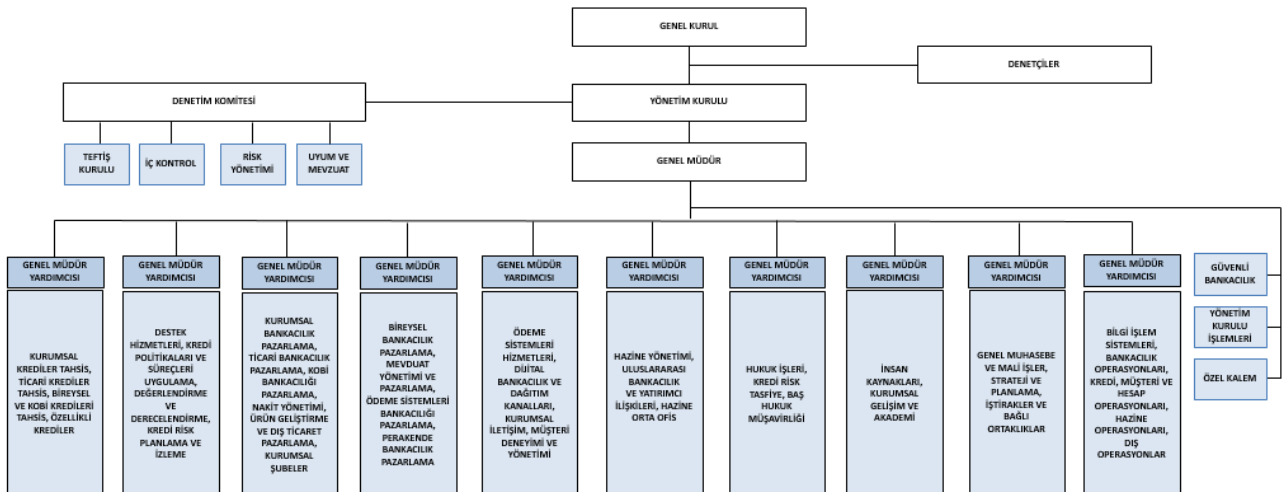 GENEL KURUL
DENETÇİLER
DENETİM KOMİTESİ
YÖNETİM KURULU
TEFTİŞ
KURULU
İÇ KONTROL
RİSK
YÖNETİMİ
UYUM VE
MEVZUAT
GENEL MÜDÜR
GENEL MÜDÜR
YARDIMCISI
KURUMSAL
KREDİLER TAHSİS,
TİCARİ KREDİLER
TAHSİS, BİREYSEL
VE KOBİ KREDİLERİ
TAHSİS, ÖZELLİKLİ
KREDİLER
GENEL MÜDÜR
YARDIMCISI
DESTEK
HİZMETLERİ, KREDİ
POLİTİKALARI VE
SÜREÇLERİ
UYGULAMA,
DEĞERLENDİRME
VE
DERECELENDİRME,
KREDİ RİSK
PLANLAMA VE
İZLEME
GENEL MÜDÜR
YARDIMCISI
KURUMSAL
BANKACILIK
PAZARLAMA,
TİCARİ BANKACILIK
PAZARLAMA, KOBİ
BANKACILIĞI
PAZARLAMA,
NAKİT YÖNETİMİ,
ÜRÜN GELİŞTİRME
VE DIŞ TİCARET
PAZARLAMA,
KURUMSAL
ŞUBELER
GENEL MÜDÜR
YARDIMCISI
BİREYSEL
BANKACILIK
PAZARLAMA,
MEVDUAT
YÖNETİMİ VE
PAZARLAMA,
ÖDEME SİSTEMLERİ
BANKACILIĞI
PAZARLAMA,
PERAKENDE
BANKACILIK
PAZARLAMA
GENEL MÜDÜR
YARDIMCISI
ÖDEME
SİSTEMLERİ
HİZMETLERİ,
DİJİTAL
BANKACILIK VE
DAĞITIM
KANALLARI,
KURUMSAL
İLETİŞİM, MÜŞTERİ
DENEYİMİ VE
YÖNETİMİ
GENEL MÜDÜR
YARDIMCISI
HAZİNE YÖNETİMİ,
ULUSLARARASI
BANKACILIK
VE YATIRIMCI
İLİŞKİLERİ, HAZİNE
ORTA OFİS
GENEL MÜDÜR
YARDIMCISI
HUKUK İŞLERİ,
KREDİ RİSK
TASFİYE, BAŞ
HUKUK
MÜŞAVİRLİĞİ
GENEL MÜDÜR
YARDIMCISI
İNSAN
KAYNAKLARI,
KURUMSAL
GELİŞİM VE
AKADEMİ
GENEL MÜDÜR
YARDIMCISI
GENEL MUHASEBE
VE MALİ İŞLER,
STRATEJİ VE
PLANLAMA,
İŞTİRAKLER VE
BAĞLI
ORTAKLIKLAR
GENEL MÜDÜR
YARDIMCISI
BİLGİ İŞLEM
SİSTEMLERİ,
BANKACILIK
OPERASYONLARI,
KREDİ, MÜŞTERİ VE
HESAP
OPERASYONLARI,
HAZİNE
OPERASYONLARI,
DIŞ
OPERASYONLAR
GÜVENLİ
BANKACILIK
YÖNETİM
KURULU
İŞLEMLERİ
ÖZEL KALEM